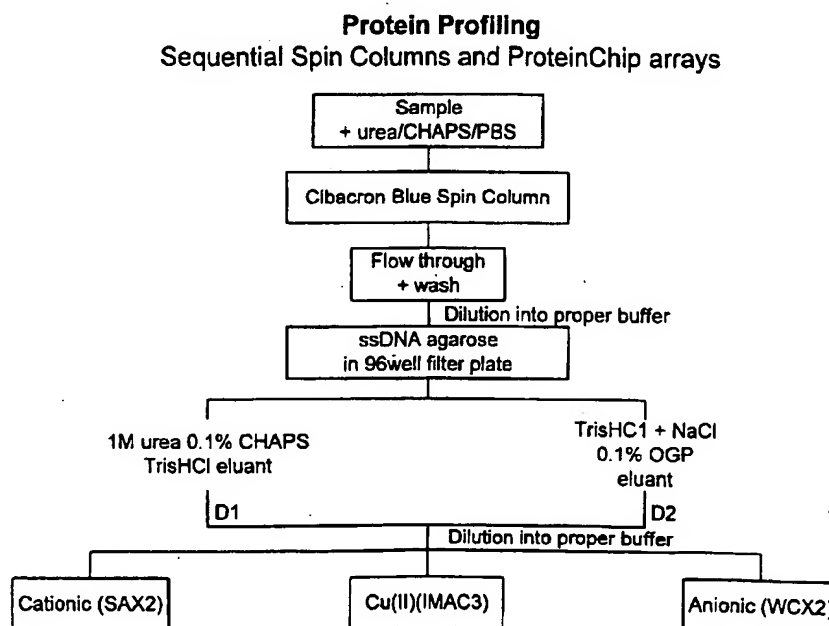 Protein Profiling
Sequential Spin Columns and ProteinChip arrays
Sample
+ urea/CHAPS/PBS
Cibacron Blue Spin Column
Flow through
+ wash
Dilution into proper buffer
ssDNA agarose
in 96well filter plate
1M urea 0.1% CHAPS
TrisHCl eluant
TrisHC1 + NaCl
0.1% OGP
eluant
D1
D2
Dilution into proper buffer
Cationic (SAX2)
Cu(II)(IMAC3)
Anionic (WCX2)